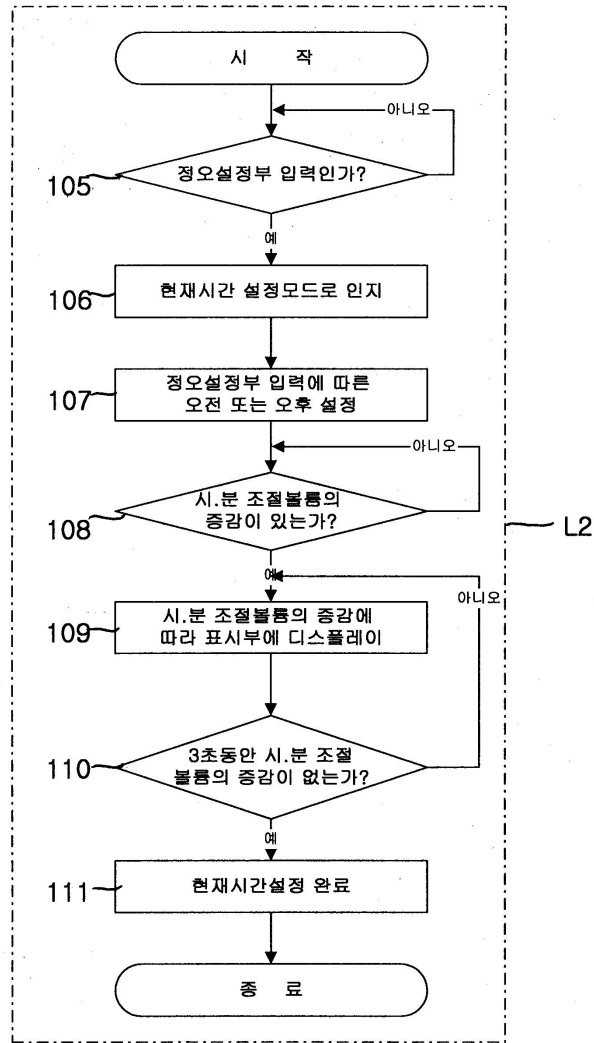 시 작
아니오
105
정오설정부 입력인가?
예
106
현재시간 설정모드로 인지
107
정오설정부 입력에 따른
오전 또는 오후 설정
아니오
108
시.분 조절볼륨의
증감이 있는가?
L2
예
아니오
109
시.분 조절볼륨의 증감에
따라 표시부에 디스플레이
110
3초동안 시.분 조절
볼륨의 증감이 없는가?
예
111
현재시간설정 완료
종 료